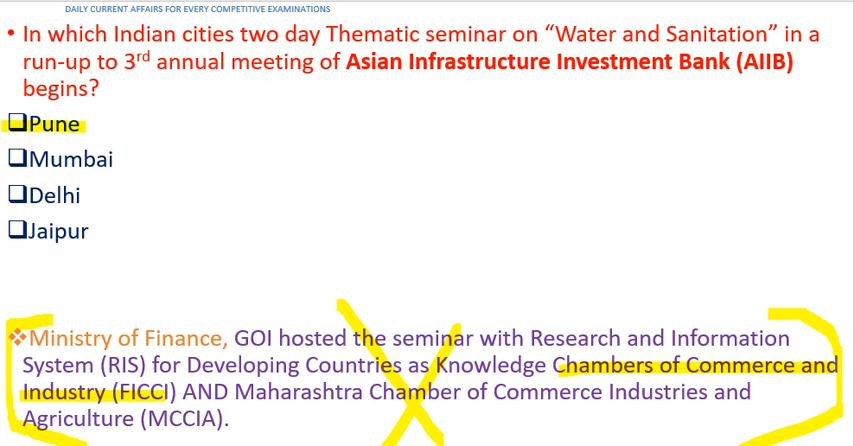 DAILY CURRENT AFFAIRS FOR EVERY COMPETITIVE EXAMINATIONS
• In which Indian cities two day Thematic seminar on “Water and Sanitation” in a
run-up to 3rd annual meeting of Asian Infrastructure Investment Bank (AIIB)
begins?
❑Pune
❑Mumbai
❑Delhi
❑Jaipur
❖Ministry of Finance, GOI hosted the seminar with Research and Information
System (RIS) for Developing Countries as Knowledge Chambers of Commerce and
Industry (FICCI) AND Maharashtra Chamber of Commerce Industries and
Agriculture (MCCIA).